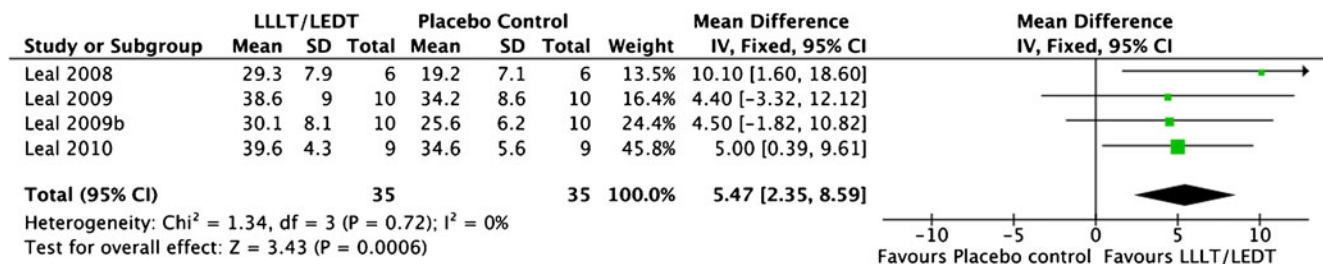 LLLT/LEDT Placebo Control Mean Difference Mean Difference
Study or Subgroup Mean SD Total Mean SD Total Weight IV, Fixed, 95% CI IV, Fixed, 95% CI
Leal 2008 29.3 7.9 6 19.2 7.1 6 13.5% 10.10 [1.60, 18.60]
Leal 2009 38.6 9 10 34.2 8.6 10 16.4% 4.40 [-3.32, 12.12]
Leal 2009b 30.1 8.1 10 25.6 6.2 10 24.4% 4.50 [-1.82, 10.82]
Leal 2010 39.6 4.3 9 34.6 5.6 9 45.8% 5.00 [0.39, 9.61]
Total (95% CI) 35 35 100.0% 5.47 [2.35, 8.59]
Heterogeneity: Chi² = 1.34, df = 3 (P = 0.72); I² = 0%
Test for overall effect: Z = 3.43 (P = 0.0006)
-10 -5 0 5 10
Favours Placebo control Favours LLLT/LEDT